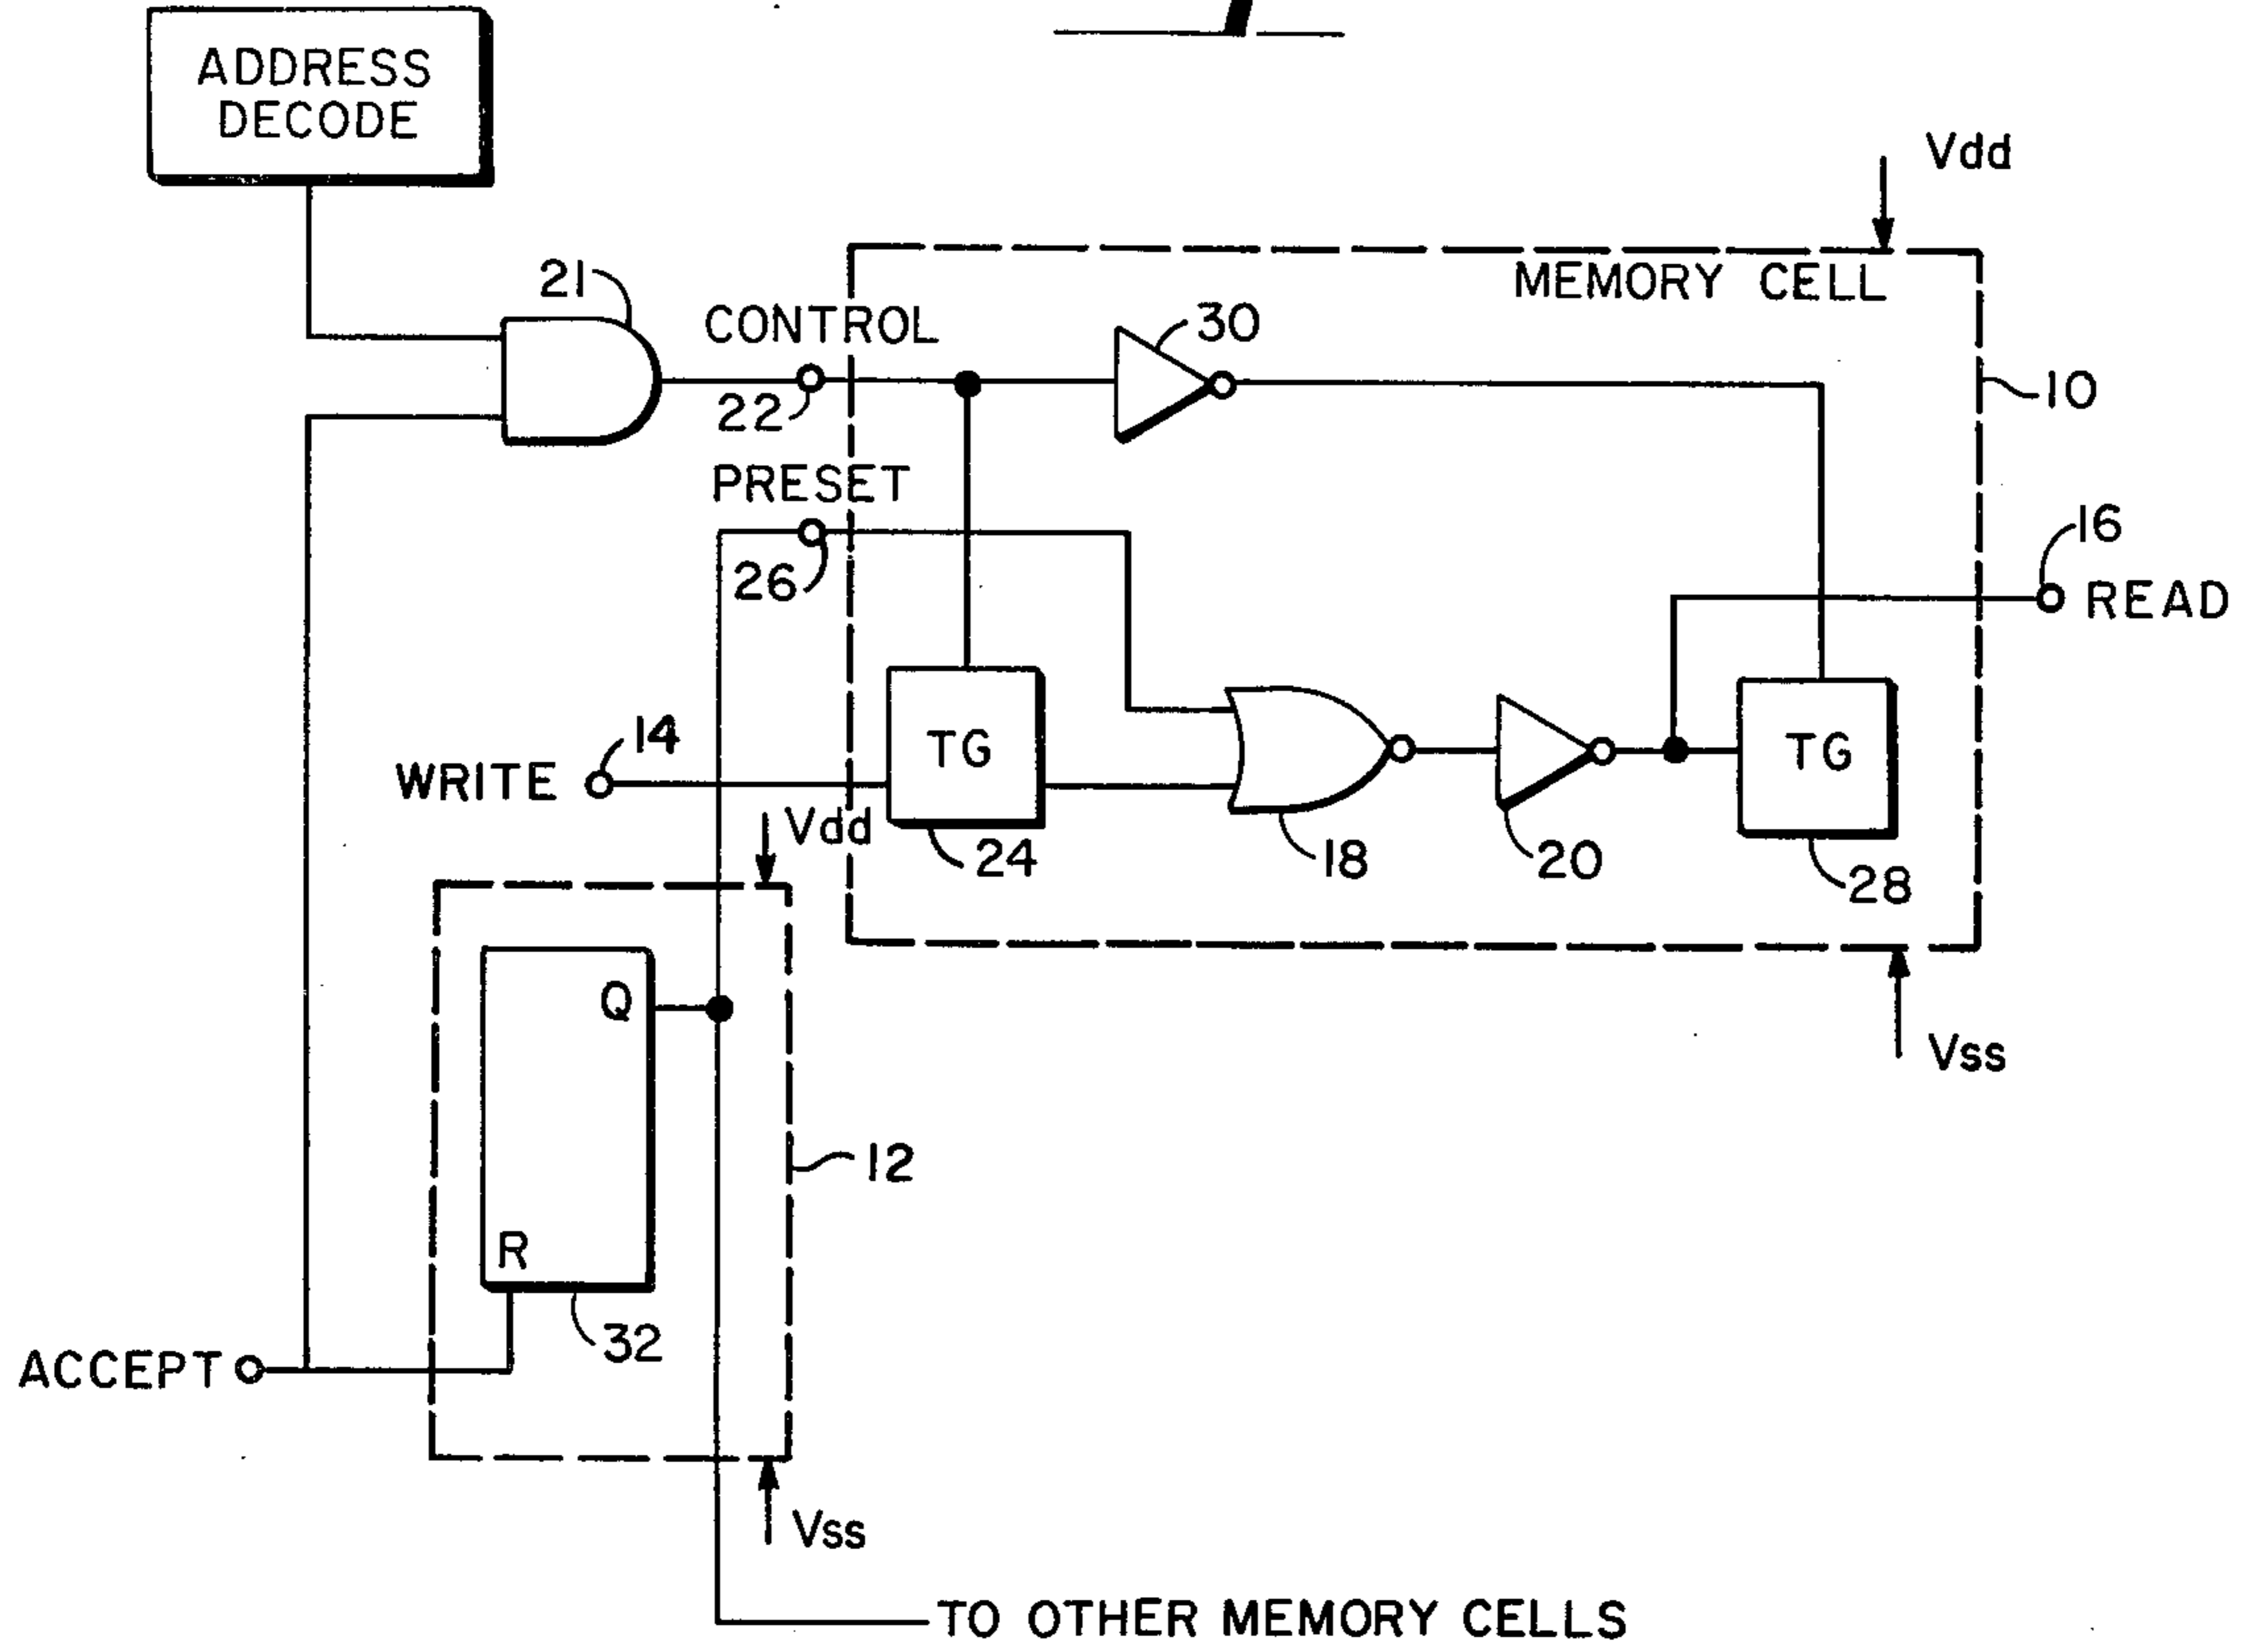 ADDRESS
DECODE
Vdd
MEMORY CELL
21
CONTROL
30
22
10
PRESET
26
16
READ
TG
TG
14
WRITE
Vdd
24
18
20
28
Q
Vss
12
R
32
ACCEPT
Vss
TO OTHER MEMORY CELLS